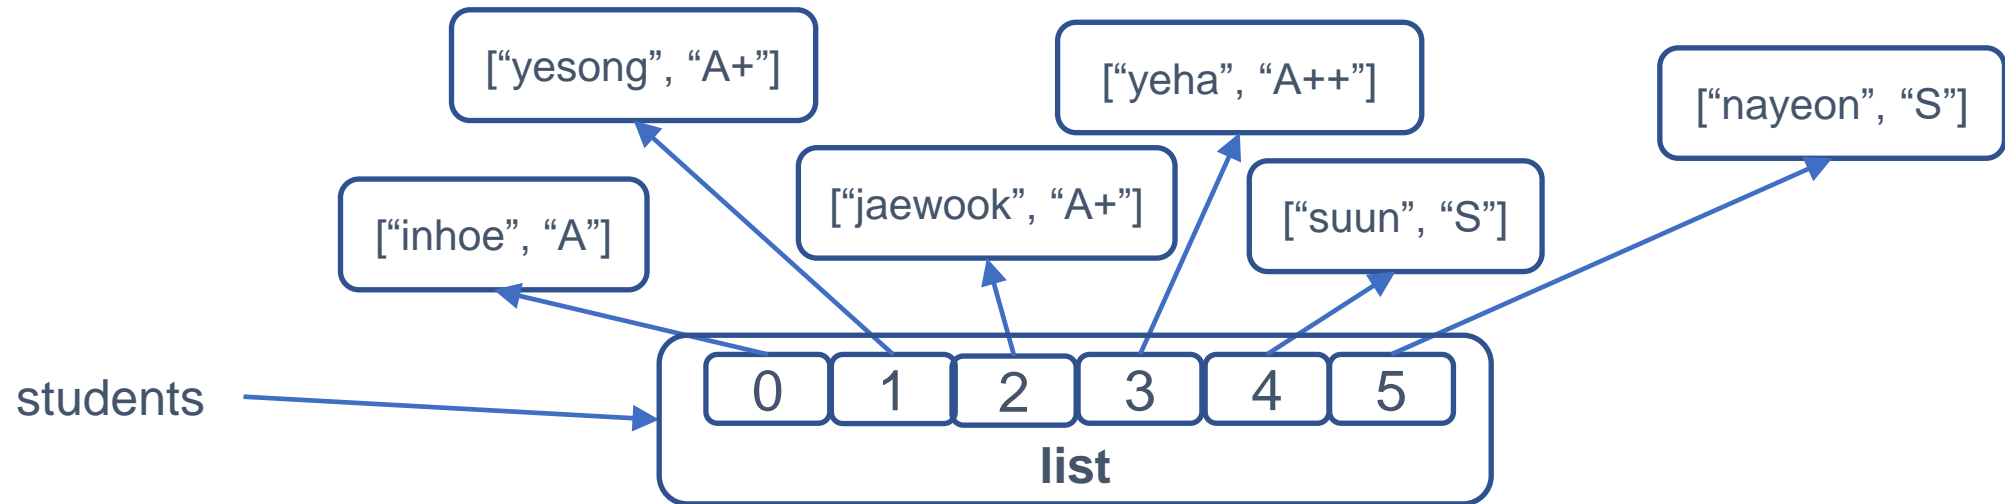 [“yesong”, “A+”]
[“yeha”, “A++”]
[“nayeon”, “S”]
[“inhoe”, “A”]
[“jaewook”, “A+”]
[“suun”, “S”]
students
0 1 2 3 4 5
list